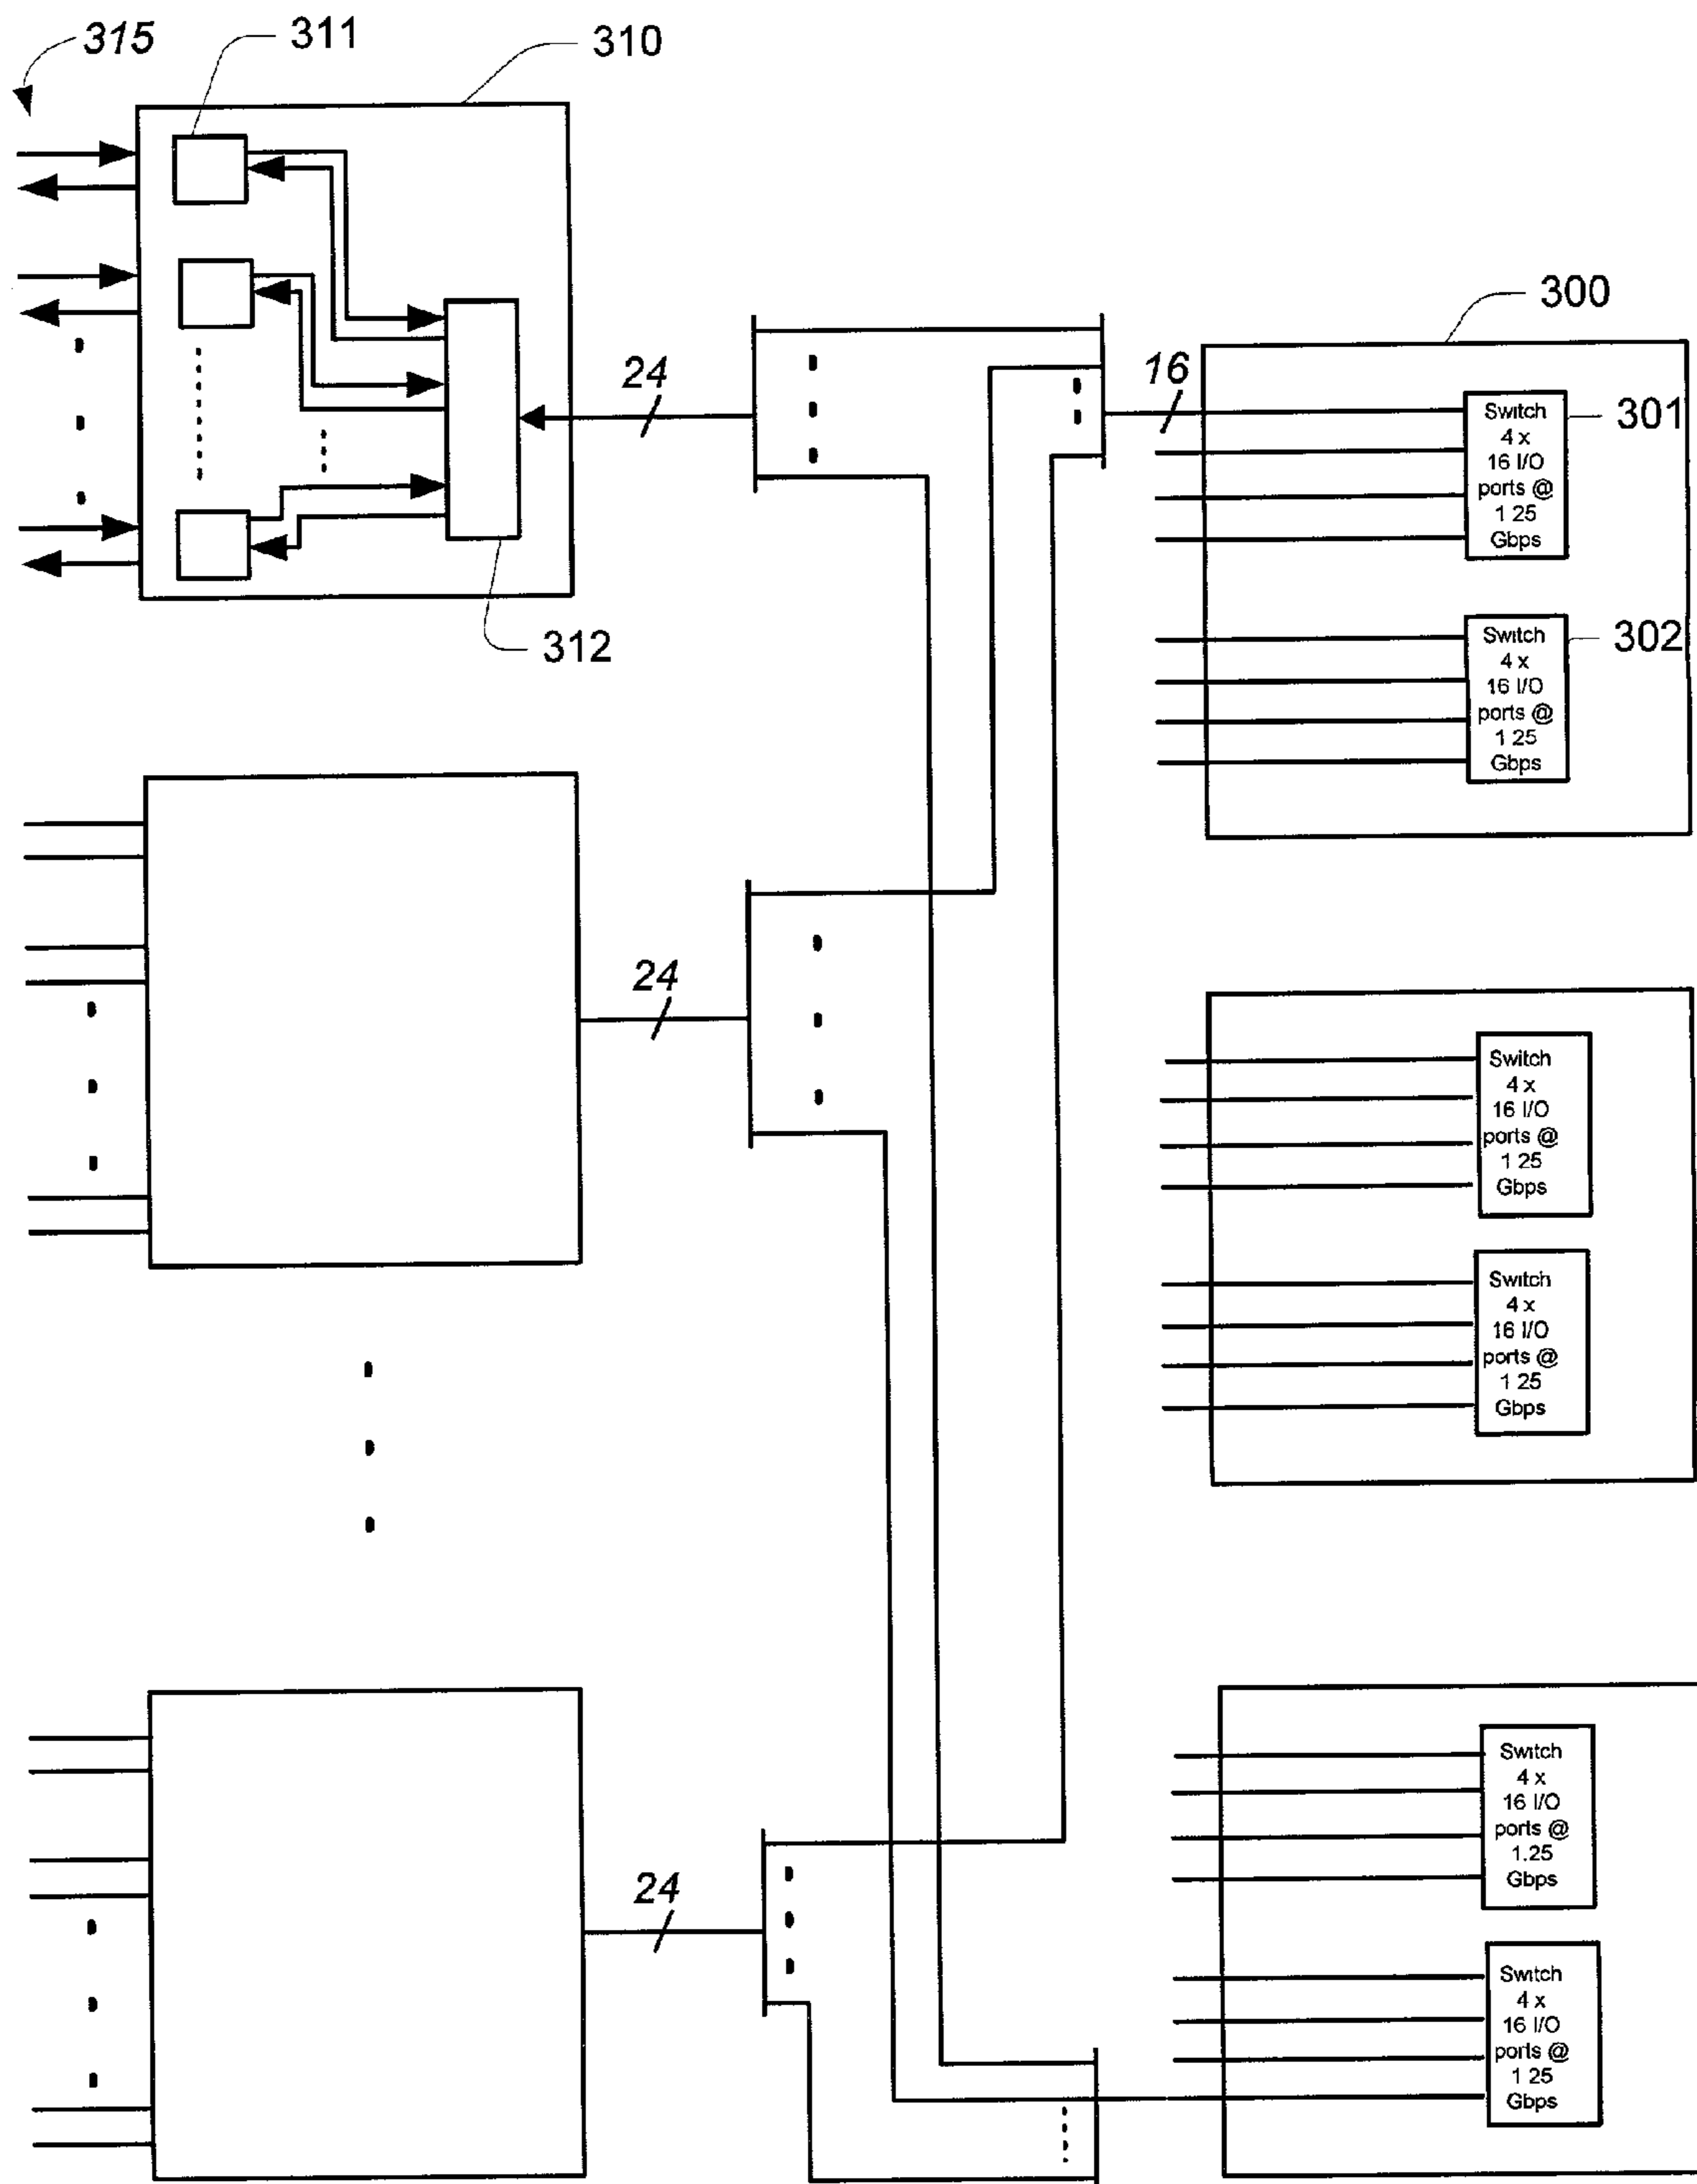 315
311
310
300
24
16
Switch
4 x
16 I/O
ports @
1 25
Gbps
301
Switch
4 x
16 I/O
ports @
1 25
Gbps
302
312
24
Switch
4 x
16 I/O
ports @
1 25
Gbps
Switch
4 x
16 I/O
ports @
1 25
Gbps
24
Switch
4 x
16 I/O
ports @
1.25
Gbps
Switch
4 x
16 I/O
ports @
1 25
Gbps